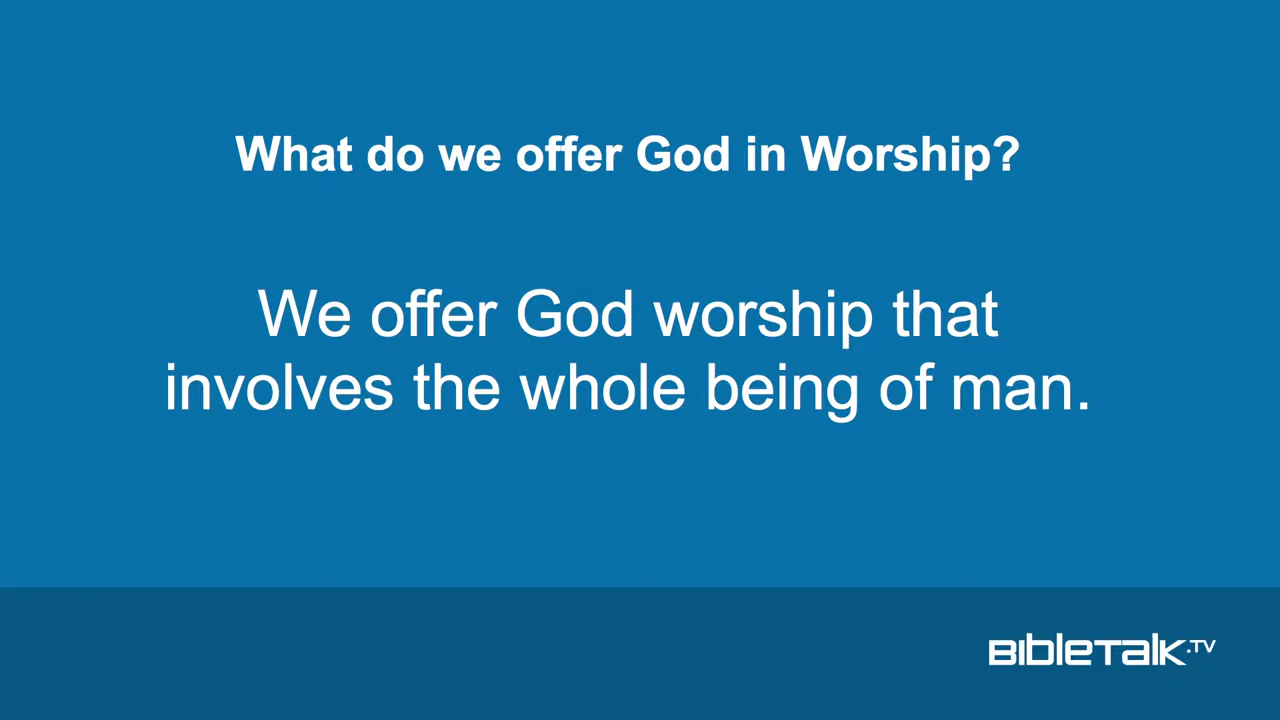 What do we offer God in Worship?
We offer God worship that
involves the whole being of man.
BibleTalk.TV